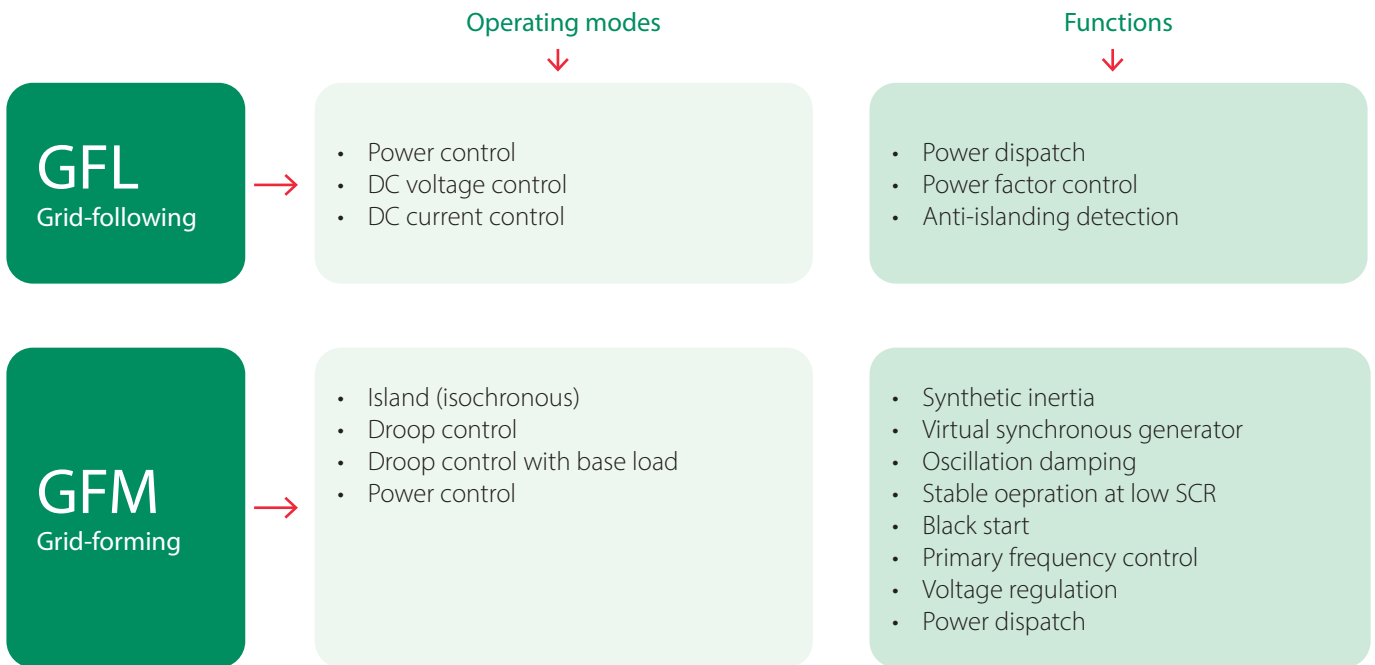 Operating modes
Functions
GFL
Grid-following
• Power control
• DC voltage control
• DC current control
• Power dispatch
• Power factor control
• Anti-islanding detection
GFM
Grid-forming
• Island (isochronous)
• Droop control
• Droop control with base load
• Power control
• Synthetic inertia
• Virtual synchronous generator
• Oscillation damping
• Stable oepration at low SCR
• Black start
• Primary frequency control
• Voltage regulation
• Power dispatch